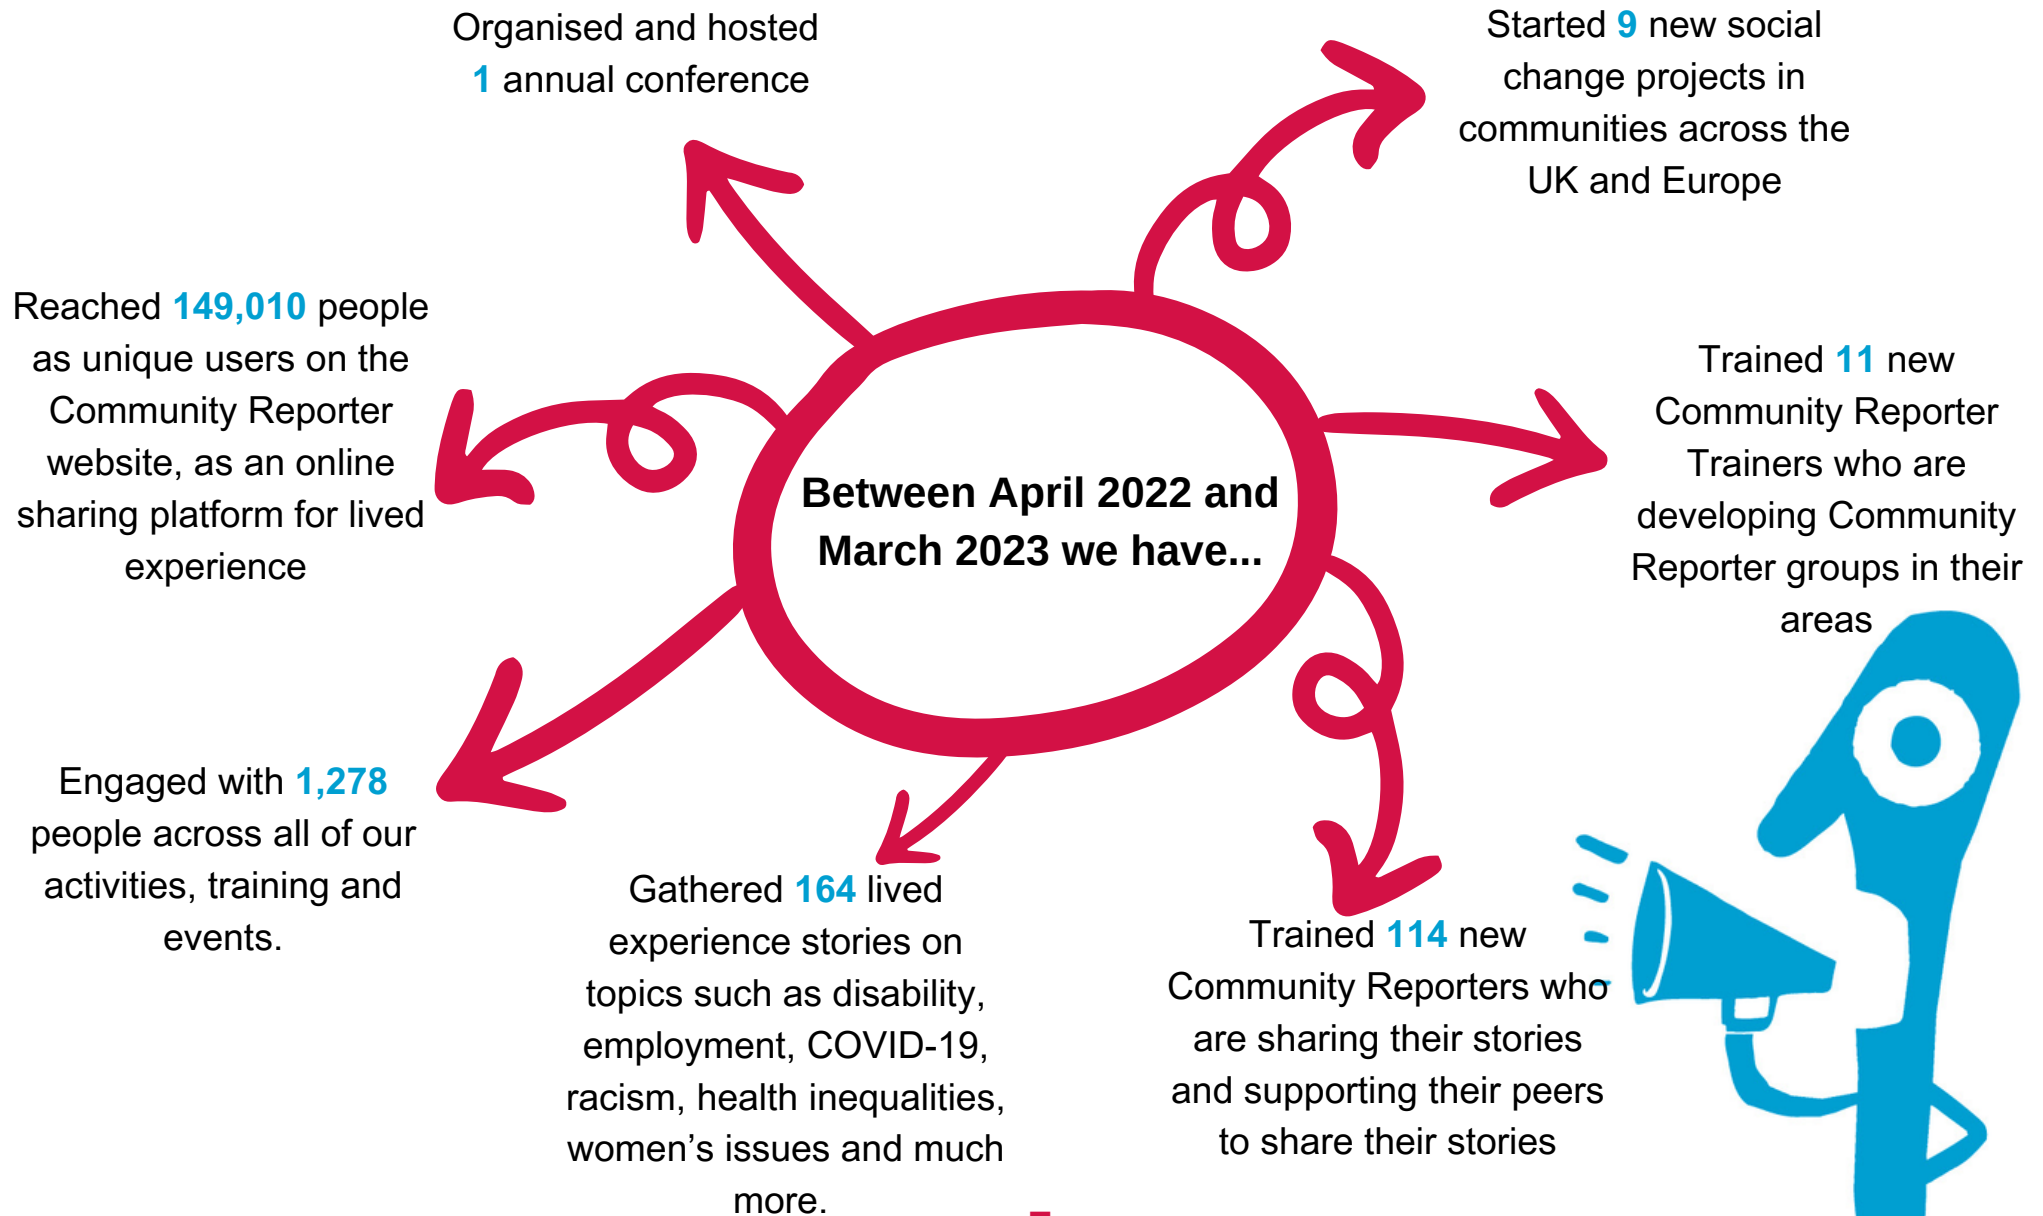 Organised and hosted
1 annual conference
Started 9 new social
change projects in
communities across the
UK and Europe
Reached 149,010 people
as unique users on the
Community Reporter
website, as an online
sharing platform for lived
experience
Trained 11 new
Community Reporter
Trainers who are
developing Community
Reporter groups in their
areas
Between April 2022 and
March 2023 we have...
Engaged with 1,278
people across all of our
activities, training and
events.
Gathered 164 lived
experience stories on
topics such as disability,
employment, COVID-19,
racism, health inequalities,
women's issues and much
more.
Trained 114 new
Community Reporters who
are sharing their stories
and supporting their peers
to share their stories